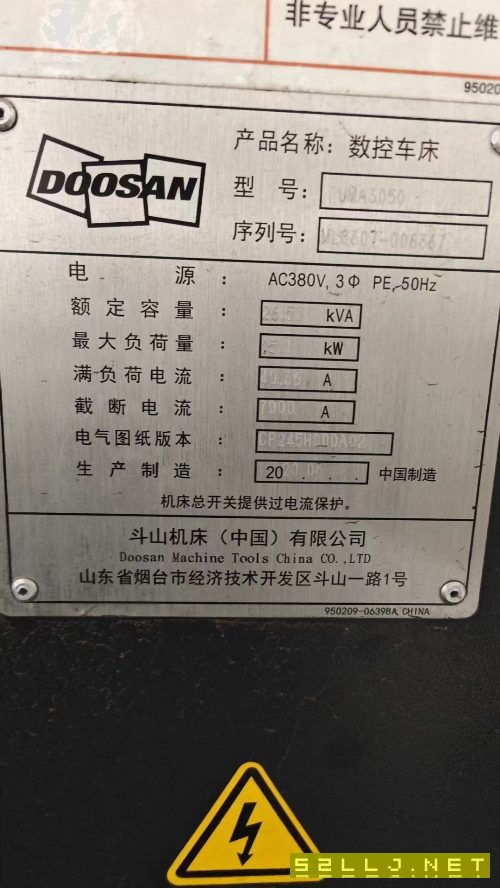 非专业人员禁止维
950209
DOOSAN
产品名称: 数控车床
型 号: PUMA3050
序列号:
电 源 : AC380V, 3Φ PE, 50Hz
额定容量 : kVA
最大负荷量 : kW
满负荷电流 : A
截断电流 : A
电气图纸版本 :
生产制造 : 20 中国制造
机床总开关提供过电流保护。
斗山机床（中国）有限公司
Doosan Machine Tools China CO.,LTD
山东省烟台市经济技术开发区斗山一路1号
950209-06398A, CHINA
52LLJ.NET